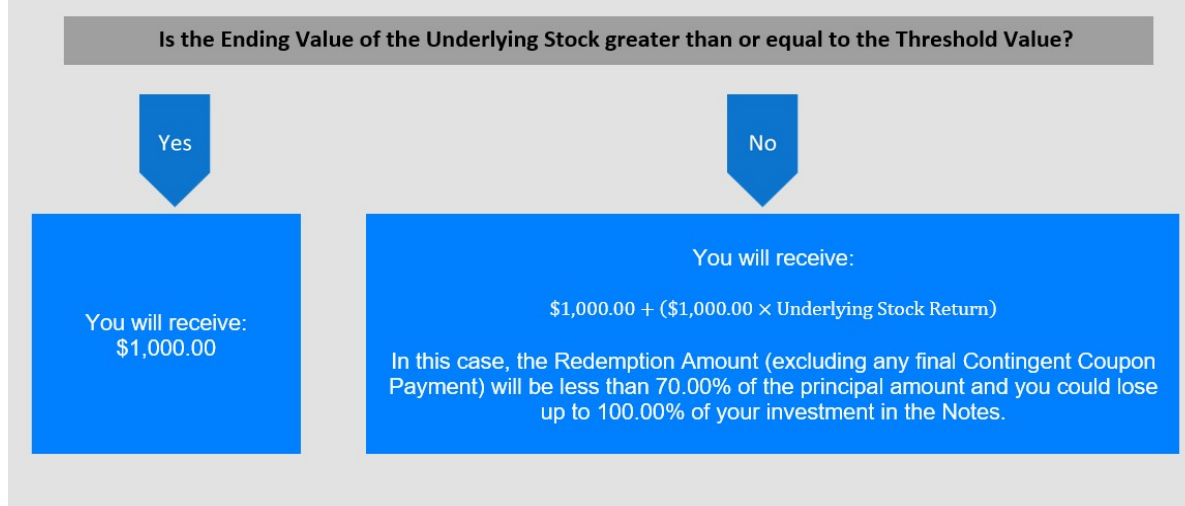 Is the Ending Value of the Underlying Stock greater than or equal to the Threshold Value?
Yes
No
You will receive:
$1,000.00
You will receive:
$1,000.00 + ($1,000.00 × Underlying Stock Return)
In this case, the Redemption Amount (excluding any final Contingent Coupon
Payment) will be less than 70.00% of the principal amount and you could lose
up to 100.00% of your investment in the Notes.